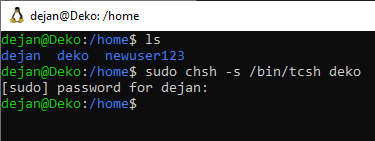 dejan@Deko: /home
dejan@Deko:/home$ ls
dejan  deko  newuser123
dejan@Deko:/home$ sudo chsh -s /bin/tcsh deko
[sudo] password for dejan:
dejan@Deko:/home$